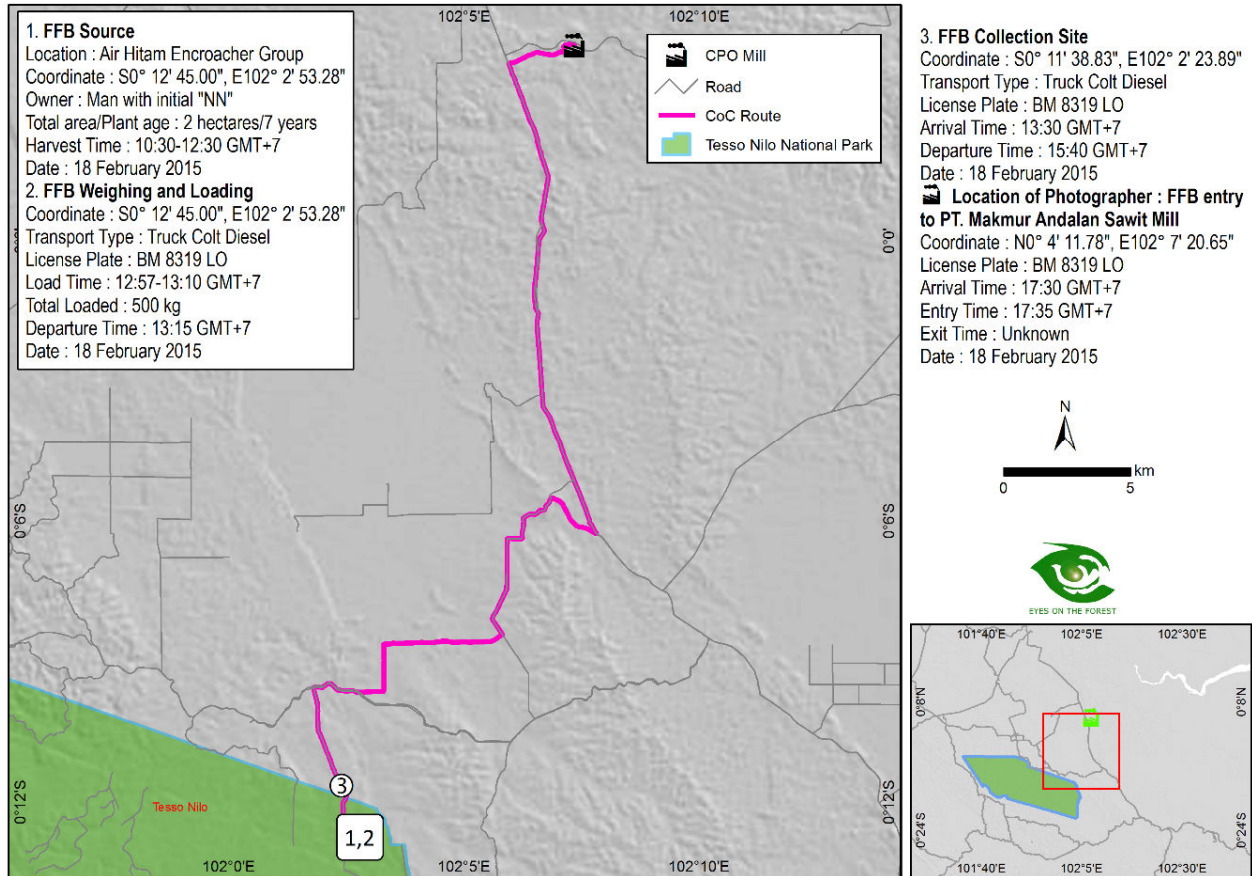 1. FFB Source
Location : Air Hitam Encroacher Group
Coordinate : S0° 12' 45.00", E102° 2' 53.28"
Owner : Man with initial "NN"
Total area/Plant age : 2 hectares/7 years
Harvest Time : 10:30-12:30 GMT+7
Date : 18 February 2015
2. FFB Weighing and Loading
Coordinate : S0° 12' 45.00", E102° 2' 53.28"
Transport Type : Truck Colt Diesel
License Plate : BM 8319 LO
Load Time : 12:57-13:10 GMT+7
Total Loaded : 500 kg
Departure Time : 13:15 GMT+7
Date : 18 February 2015
102°5'E
102°10'E
CPO Mill
Road
CoC Route
Tesso Nilo National Park
0°0'
0°6'S
0°6'S
0°12'S
0°12'S
3
1,2
Tesso Nilo
102°0'E
102°5'E
102°10'E
3. FFB Collection Site
Coordinate : S0° 11' 38.83", E102° 2' 23.89"
Transport Type : Truck Colt Diesel
License Plate : BM 8319 LO
Arrival Time : 13:30 GMT+7
Departure Time : 15:40 GMT+7
Date : 18 February 2015
Location of Photographer : FFB entry
to PT. Makmur Andalan Sawit Mill
Coordinate : N0° 4' 11.78", E102° 7' 20.65"
License Plate : BM 8319 LO
Arrival Time : 17:30 GMT+7
Entry Time : 17:35 GMT+7
Exit Time : Unknown
Date : 18 February 2015
N
km
0 5
EYES ON THE FOREST
101°40'E 102°5'E 102°30'E
0°8'N
0°8'N
0°24'S
0°24'S
101°40'E 102°5'E 102°30'E